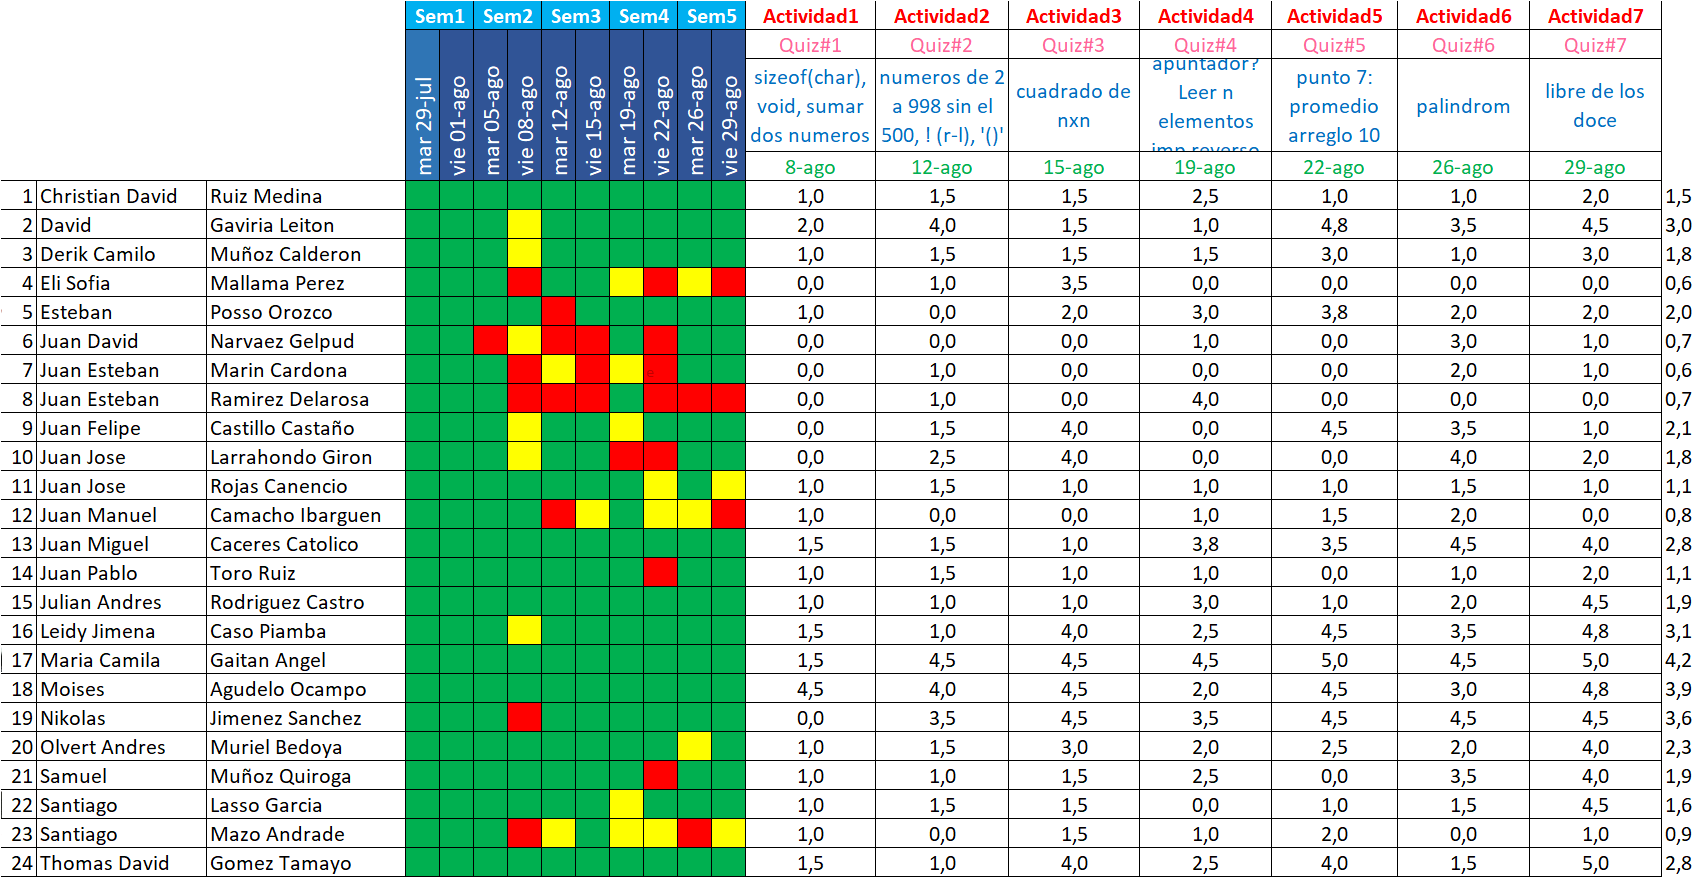 Sem1 Sem2 Sem3 Sem4 Sem5 Actividad1 Actividad2 Actividad3 Actividad4 Actividad5 Actividad6 Actividad7
Quiz#1 Quiz#2 Quiz#3 Quiz#4 Quiz#5 Quiz#6 Quiz#7
mar 29-jul
vie 01-ago
mar 05-ago
vie 08-ago
mar 12-ago
vie 15-ago
mar 19-ago
vie 22-ago
mar 26-ago
vie 29-ago
sizeof(char),
void, sumar
dos numeros
numeros de 2
a 998 sin el
500, ! (r-l), '()'
cuadrado de
nxn
apuntador?
Leer n
elementos
imp reverso
punto 7:
promedio
arreglo 10
palindrom
libre de los
doce
8-ago 12-ago 15-ago 19-ago 22-ago 26-ago 29-ago
1 Christian David Ruiz Medina 1,0 1,5 1,5 2,5 1,0 1,0 2,0 1,5
2 David Gaviria Leiton 2,0 4,0 1,5 1,0 4,8 3,5 4,5 3,0
3 Derik Camilo Muñoz Calderon 1,0 1,5 1,5 1,5 3,0 1,0 3,0 1,8
4 Eli Sofia Mallama Perez 0,0 1,0 3,5 0,0 0,0 0,0 0,0 0,6
5 Esteban Posso Orozco 1,0 0,0 2,0 3,0 3,8 2,0 2,0 2,0
6 Juan David Narvaez Gelpud 0,0 0,0 0,0 1,0 0,0 3,0 1,0 0,7
7 Juan Esteban Marin Cardona e 0,0 1,0 0,0 0,0 0,0 2,0 1,0 0,6
8 Juan Esteban Ramirez Delarosa 0,0 1,0 0,0 4,0 0,0 0,0 0,0 0,7
9 Juan Felipe Castillo Castaño 0,0 1,5 4,0 0,0 4,5 3,5 1,0 2,1
10 Juan Jose Larrahondo Giron 0,0 2,5 4,0 0,0 0,0 4,0 2,0 1,8
11 Juan Jose Rojas Canencio 1,0 1,5 1,0 1,0 1,0 1,5 1,0 1,1
12 Juan Manuel Camacho Ibarguen 1,0 0,0 0,0 1,0 1,5 2,0 0,0 0,8
13 Juan Miguel Caceres Catolico 1,5 1,5 1,0 3,8 3,5 4,5 4,0 2,8
14 Juan Pablo Toro Ruiz 1,0 1,5 1,0 1,0 0,0 1,0 2,0 1,1
15 Julian Andres Rodriguez Castro 1,0 1,0 1,0 3,0 1,0 2,0 4,5 1,9
16 Leidy Jimena Caso Piamba 1,5 1,0 4,0 2,5 4,5 3,5 4,8 3,1
17 Maria Camila Gaitan Angel 1,5 4,5 4,5 4,5 5,0 4,5 5,0 4,2
18 Moises Agudelo Ocampo 4,5 4,0 4,5 2,0 4,5 3,0 4,8 3,9
19 Nikolas Jimenez Sanchez 0,0 3,5 4,5 3,5 4,5 4,5 4,5 3,6
20 Olvert Andres Muriel Bedoya 1,0 1,5 3,0 2,0 2,5 2,0 4,0 2,3
21 Samuel Muñoz Quiroga 1,0 1,0 1,5 2,5 0,0 3,5 4,0 1,9
22 Santiago Lasso Garcia 1,0 1,5 1,5 0,0 1,0 1,5 4,5 1,6
23 Santiago Mazo Andrade 1,0 0,0 1,5 1,0 2,0 0,0 1,0 0,9
24 Thomas David Gomez Tamayo 1,5 1,0 4,0 2,5 4,0 1,5 5,0 2,8